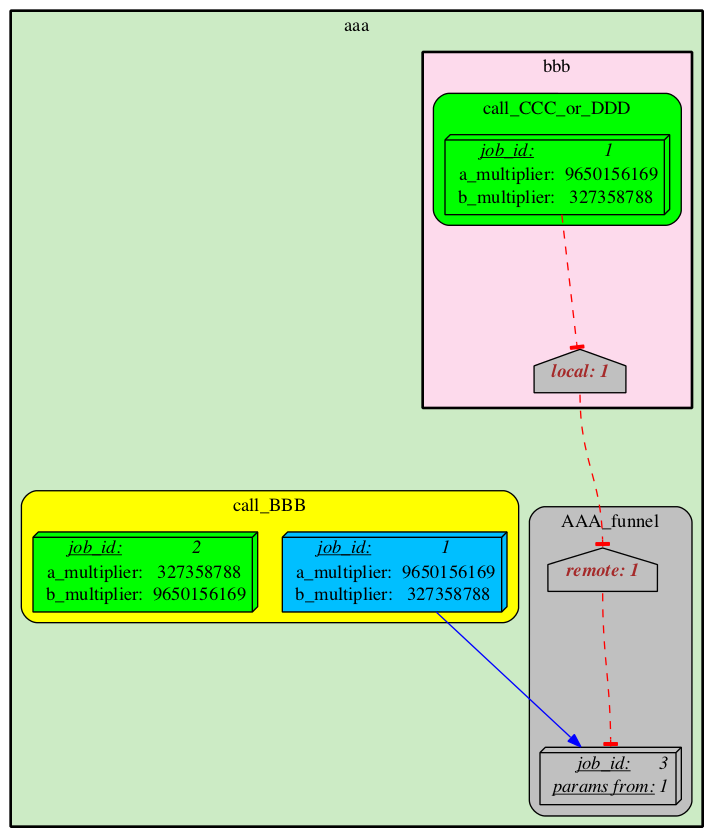 aaa
bbb
call_CCC_or_DDD
job_id: 1
a_multiplier: 9650156169
b_multiplier: 327358788
local: 1
call_BBB
job_id: 2
a_multiplier: 327358788
b_multiplier: 9650156169
job_id: 1
a_multiplier: 9650156169
b_multiplier: 327358788
AAA_funnel
remote: 1
job_id: 3
params from: 1